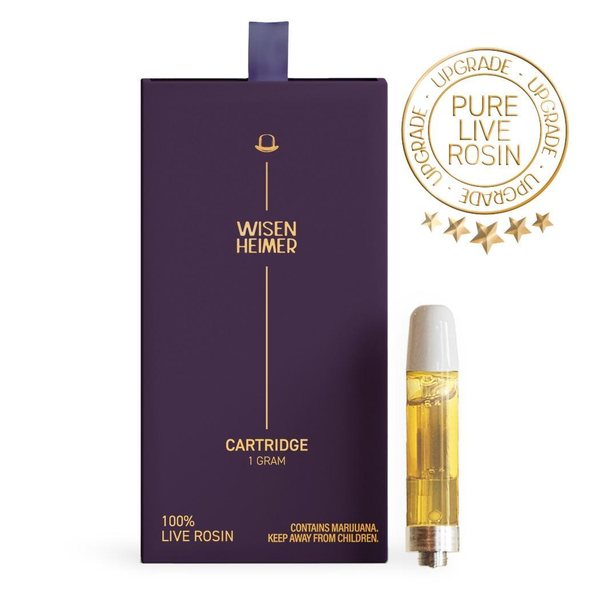 WISEN
HEIMER
CARTRIDGE
1 GRAM
100%
LIVE ROSIN
CONTAINS MARIJUANA.
KEEP AWAY FROM CHILDREN.
UPGRADE · UPGRADE · UPGRADE · UPGRADE ·
PURE
LIVE
ROSIN